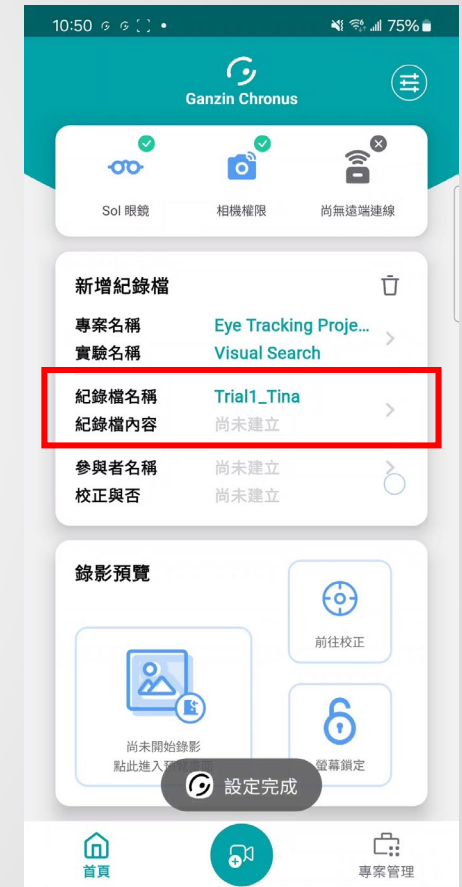 10:50 75%
Ganzin Chronus
Sol 眼鏡 相機權限 尚無遠端連線
新增紀錄檔
專案名稱 Eye Tracking Proje...
實驗名稱 Visual Search
紀錄檔名稱 Trial1_Tina
紀錄檔內容 尚未建立
參與者名稱 尚未建立
校正與否 尚未建立
錄影預覽
前往校正
尚未開始錄影
點此進入
螢幕鎖定
設定完成
首頁 專案管理